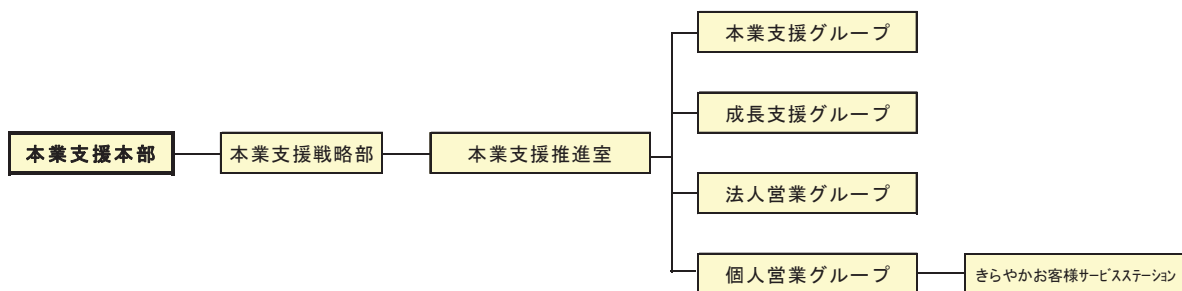 本業支援グループ
成長支援グループ
本業支援本部
本業支援戦略部
本業支援推進室
法人営業グループ
個人営業グループ
きらやかお客様サービスステーション